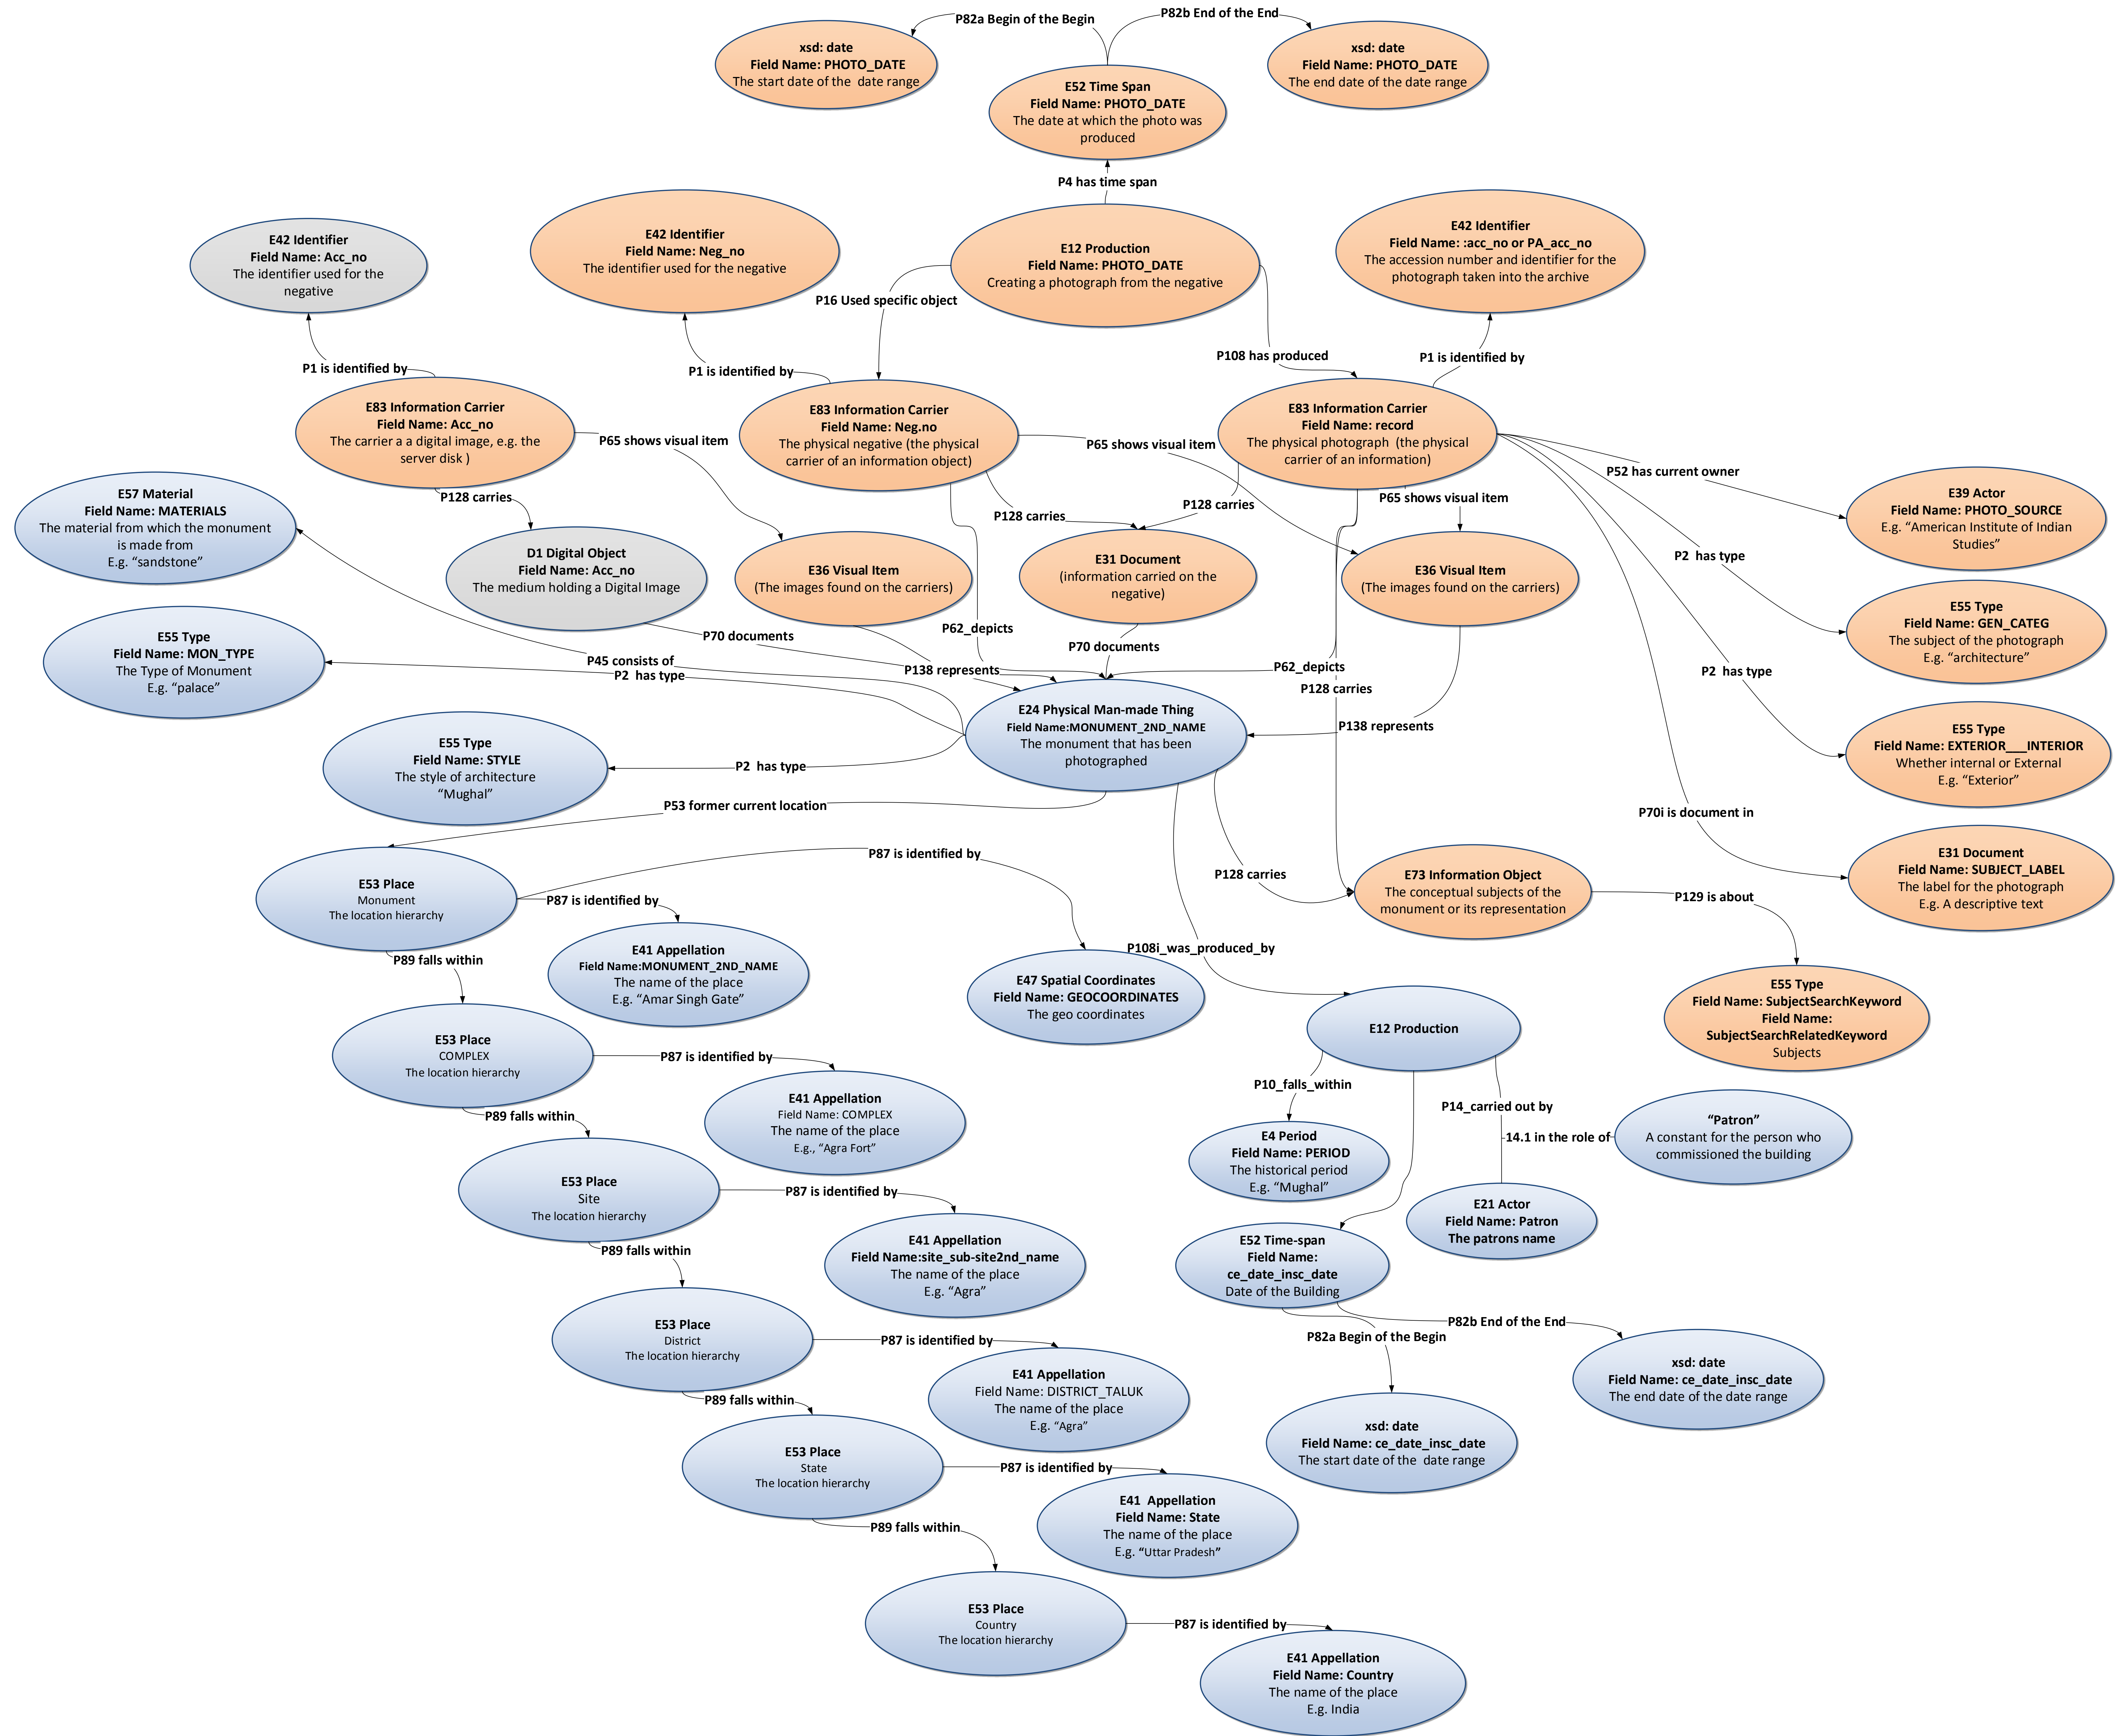 P82a Begin of the Begin
P82b End of the End
xsd: date
Field Name: PHOTO_DATE
The start date of the  date range
xsd: date
Field Name: PHOTO_DATE
The end date of the date range
E52 Time Span
Field Name: PHOTO_DATE
The date at which the photo was
produced
P4 has time span
E42 Identifier
Field Name: Acc_no
The identifier used for the
negative
E42 Identifier
Field Name: Neg_no
The identifier used for the negative
E12 Production
Field Name: PHOTO_DATE
Creating a photograph from the negative
E42 Identifier
Field Name: :acc_no or PA_acc_no
The accession number and identifier for the
photograph taken into the archive
P16 Used specific object
P108 has produced
P1 is identified by
P1 is identified by
P1 is identified by
E83 Information Carrier
Field Name: Acc_no
The carrier a a digital image, e.g. the
server disk )
E83 Information Carrier
Field Name: Neg.no
The physical negative (the physical
carrier of an information object)
E83 Information Carrier
Field Name: record
The physical photograph  (the physical
carrier of an information)
P65 shows visual item
P65 shows visual item
P65 shows visual item
P52 has current owner
P128 carries
P128 carries
P128 carries
E57 Material
Field Name: MATERIALS
The material from which the monument
is made from
E.g. “sandstone”
E39 Actor
Field Name: PHOTO_SOURCE
E.g. “American Institute of Indian
Studies”
D1 Digital Object
Field Name: Acc_no
The medium holding a Digital Image
E36 Visual Item
(The images found on the carriers)
E31 Document
(information carried on the
negative)
E36 Visual Item
(The images found on the carriers)
P2  has type
E55 Type
Field Name: GEN_CATEG
The subject of the photograph
E.g. “architecture”
E55 Type
Field Name: MON_TYPE
The Type of Monument
E.g. “palace”
P70 documents
P62_depicts
P70 documents
P45 consists of
P2  has type
P138 represents
P62_depicts
P128 carries
P2  has type
E24 Physical Man-made Thing
Field Name:MONUMENT_2ND_NAME
The monument that has been
photographed
P138 represents
E55 Type
Field Name: EXTERIOR___INTERIOR
Whether internal or External
E.g. “Exterior”
E55 Type
Field Name: STYLE
The style of architecture
“Mughal”
P2  has type
P53 former current location
P70i is document in
E53 Place
Monument
The location hierarchy
P87 is identified by
P87 is identified by
P128 carries
E73 Information Object
The conceptual subjects of the
monument or its representation
P129 is about
E31 Document
Field Name: SUBJECT_LABEL
The label for the photograph
E.g. A descriptive text
P89 falls within
E41 Appellation
Field Name:MONUMENT_2ND_NAME
The name of the place
E.g. “Amar Singh Gate”
P108i_was_produced_by
E47 Spatial Coordinates
Field Name: GEOCOORDINATES
The geo coordinates
E55 Type
Field Name: SubjectSearchKeyword
Field Name:
SubjectSearchRelatedKeyword
Subjects
E12 Production
E53 Place
COMPLEX
The location hierarchy
P87 is identified by
P10_falls_within
P14_carried out by
E41 Appellation
Field Name: COMPLEX
The name of the place
E.g., “Agra Fort”
P89 falls within
“Patron”
A constant for the person who
commissioned the building
14.1 in the role of
E4 Period
Field Name: PERIOD
The historical period
E.g. “Mughal”
E53 Place
Site
The location hierarchy
P87 is identified by
E21 Actor
Field Name: Patron
The patrons name
P89 falls within
E41 Appellation
Field Name:site_sub-site2nd_name
The name of the place
E.g. “Agra”
E52 Time-span
Field Name:
ce_date_insc_date
Date of the Building
E53 Place
District
The location hierarchy
P87 is identified by
P82a Begin of the Begin
P82b End of the End
E41 Appellation
Field Name: DISTRICT_TALUK
The name of the place
E.g. “Agra”
xsd: date
Field Name: ce_date_insc_date
The end date of the date range
P89 falls within
xsd: date
Field Name: ce_date_insc_date
The start date of the  date range
E53 Place
State
The location hierarchy
P87 is identified by
E41  Appellation
Field Name: State
The name of the place
E.g. “Uttar Pradesh”
P89 falls within
E53 Place
Country
The location hierarchy
P87 is identified by
E41 Appellation
Field Name: Country
The name of the place
E.g. India